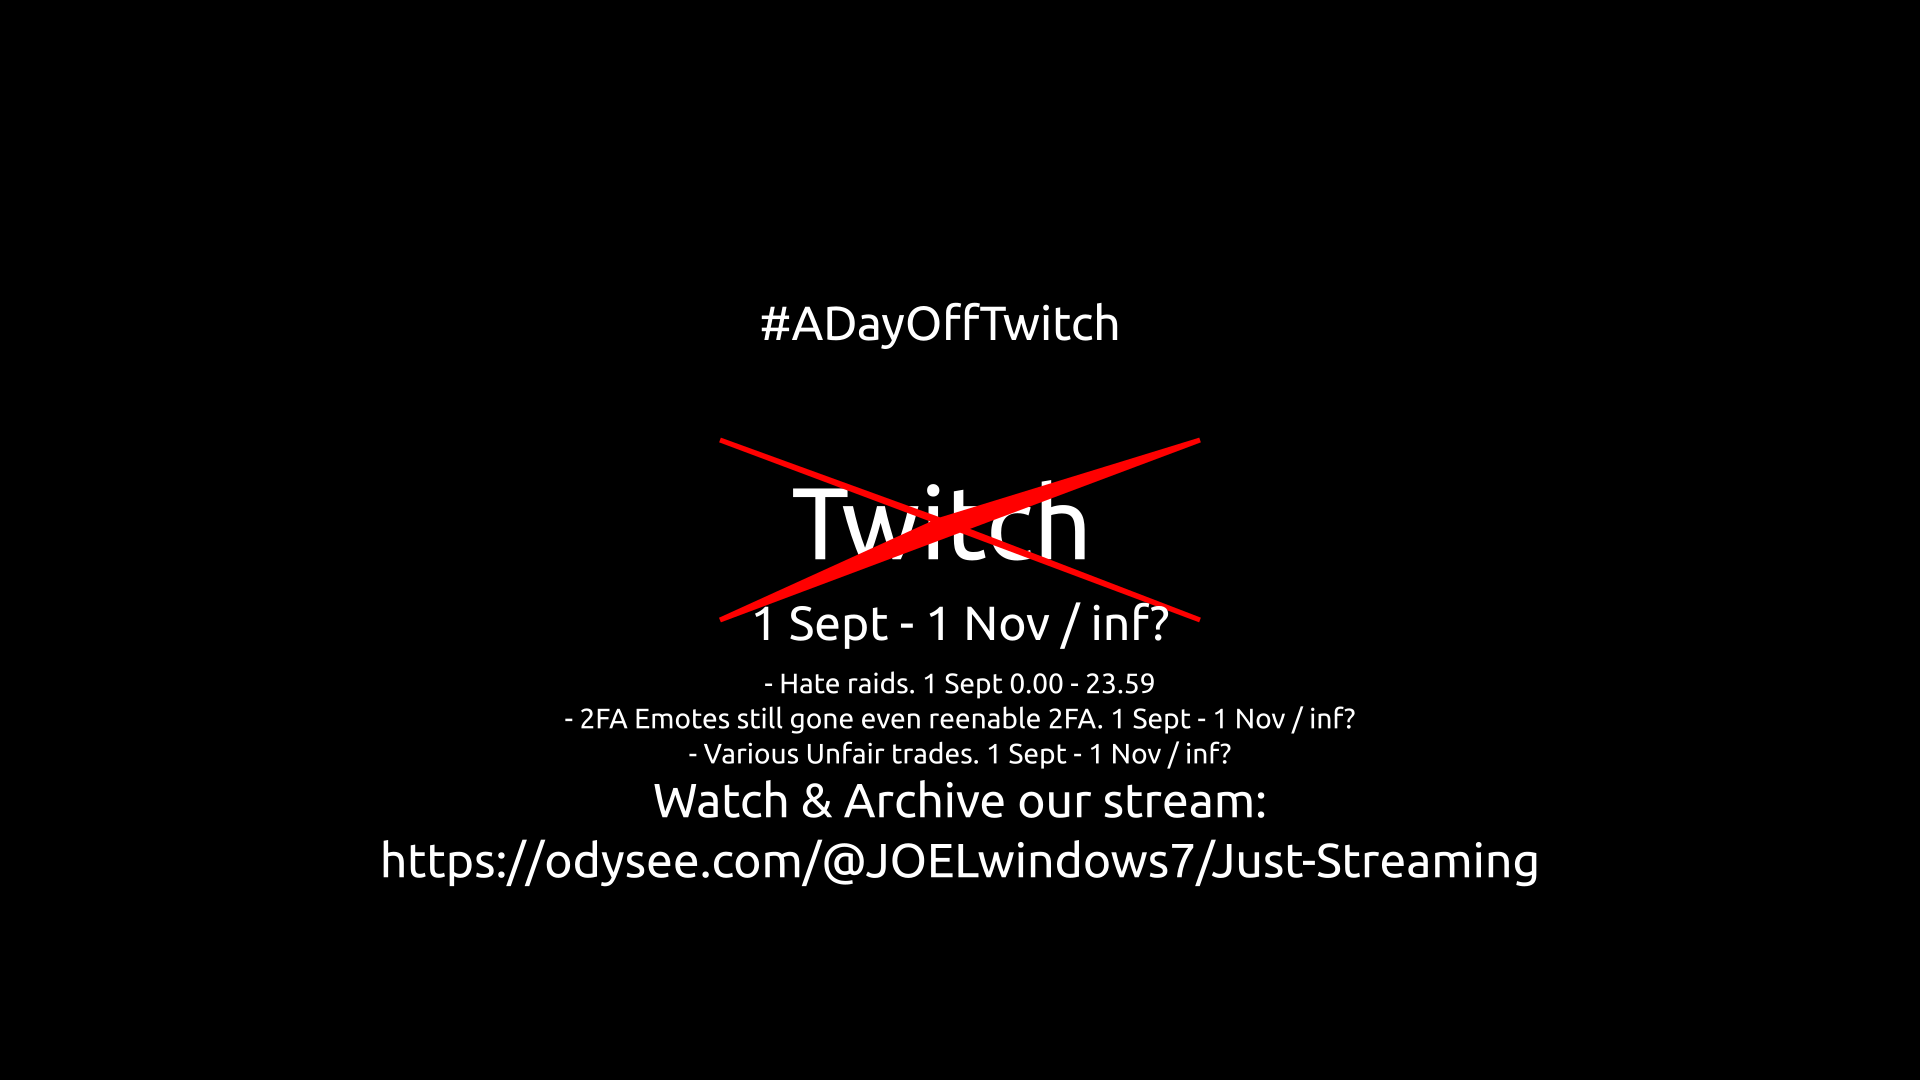 #ADayOffTwitch
Twitch
1 Sept - 1 Nov / inf?
- Hate raids. 1 Sept 0.00 - 23.59
- 2FA Emotes still gone even reenable 2FA. 1 Sept - 1 Nov / inf?
- Various Unfair trades. 1 Sept - 1 Nov / inf?
Watch & Archive our stream:
https://odysee.com/@JOELwindows7/Just-Streaming